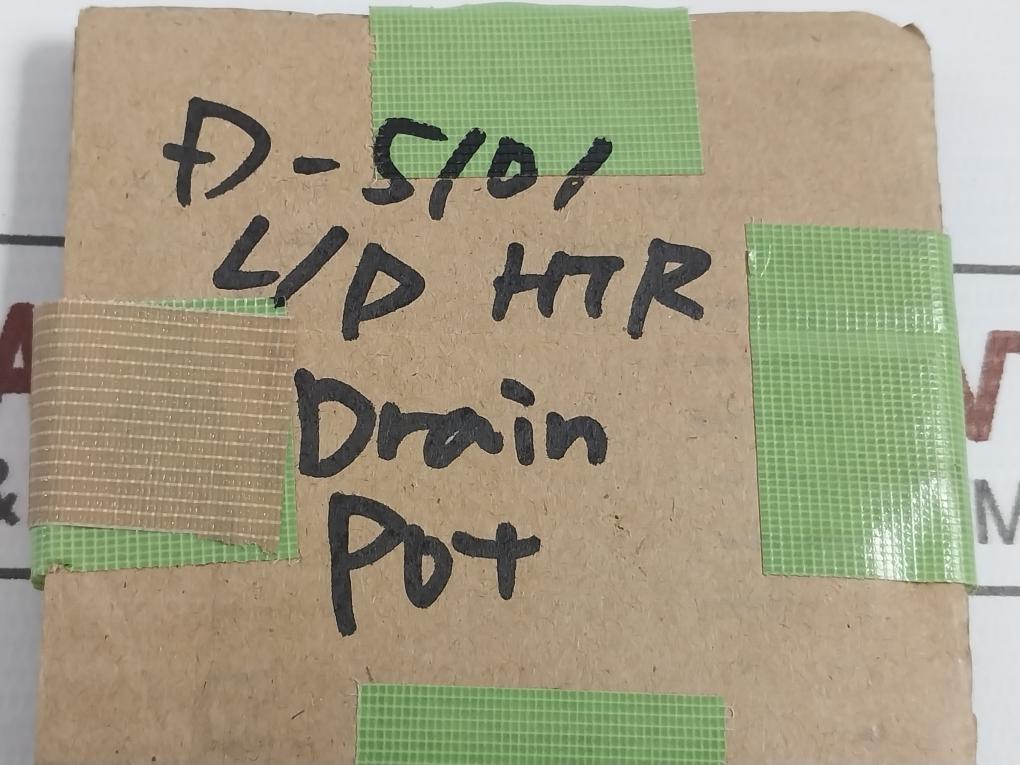 D-5101
L/P HTR
Drain
Pot